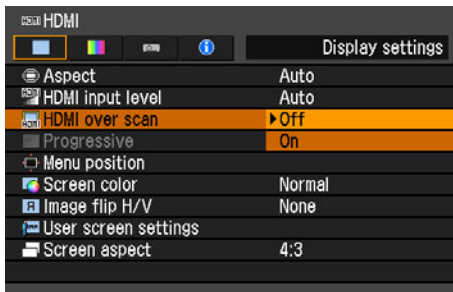 HDMI
Display settings
Aspect Auto
HDMI input level Auto
HDMI over scan Off
Progressive On
Menu position
Screen color Normal
Image flip H/V None
User screen settings
Screen aspect 4:3